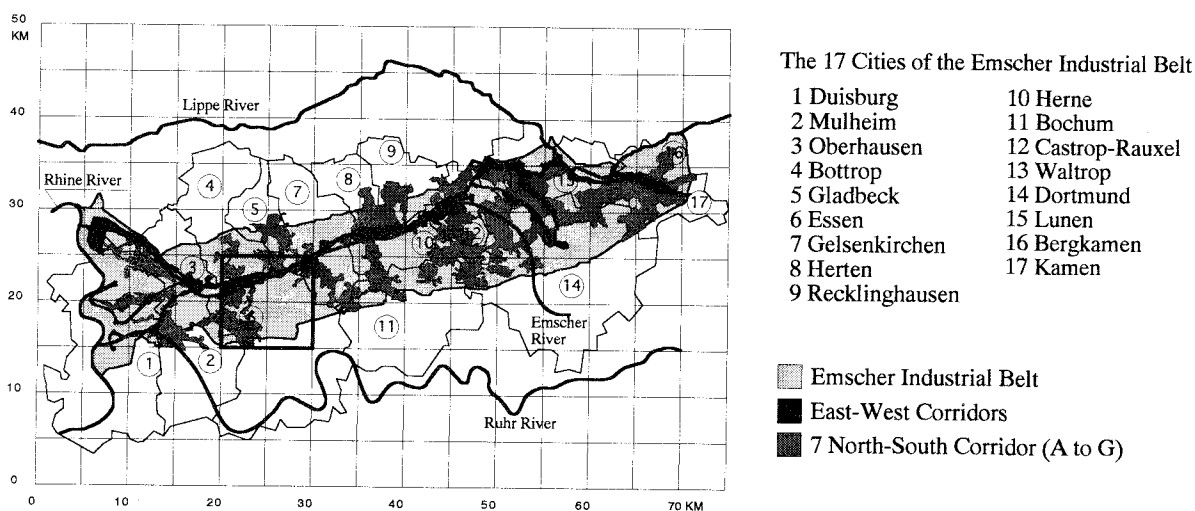 50
KM
40
30
20
10
0
0
10
20
30
40
50
60
70 KM
Lippe River
Rhine River
Emscher
River
Ruhr River
4
9
8
7
5
3
10
14
11
1
2
17
The 17 Cities of the Emscher Industrial Belt
1 Duisburg
2 Mulheim
3 Oberhausen
4 Bottrop
5 Gladbeck
6 Essen
7 Gelsenkirchen
8 Herten
9 Recklinghausen
10 Herne
11 Bochum
12 Castrop-Rauxel
13 Waltrop
14 Dortmund
15 Lunen
16 Bergkamen
17 Kamen
Emscher Industrial Belt
East-West Corridors
7 North-South Corridor (A to G)